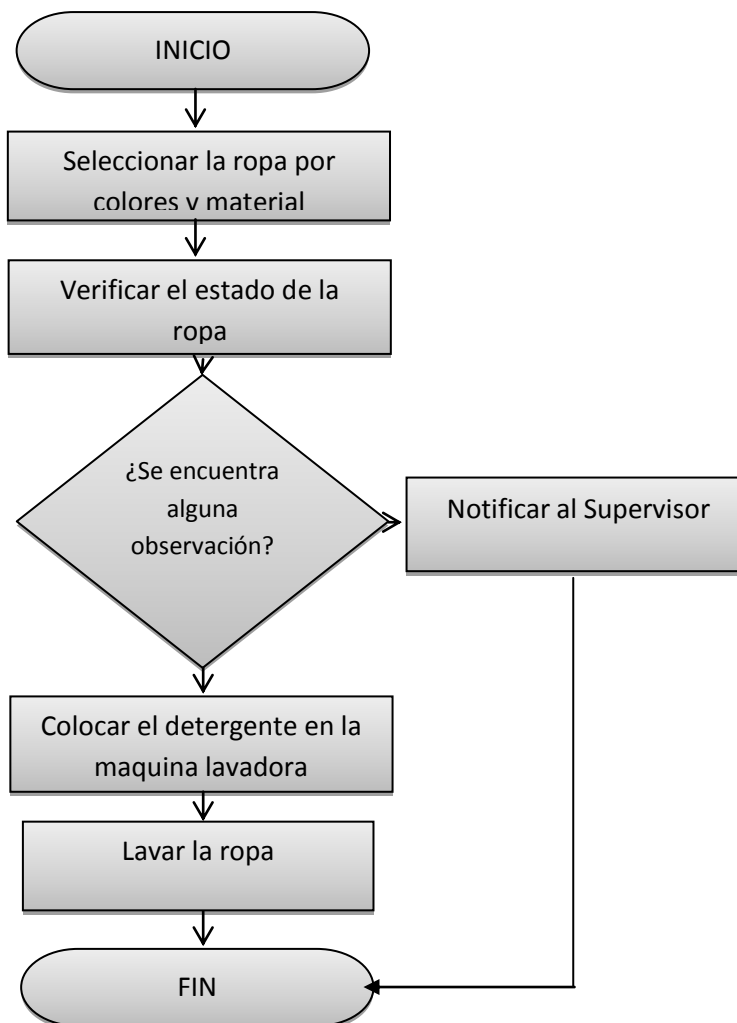 INICIO
Seleccionar la ropa por
colores y material
Verificar el estado de la
ropa
¿Se encuentra
alguna
observación?
Notificar al Supervisor
Colocar el detergente en la
maquina lavadora
Lavar la ropa
FIN